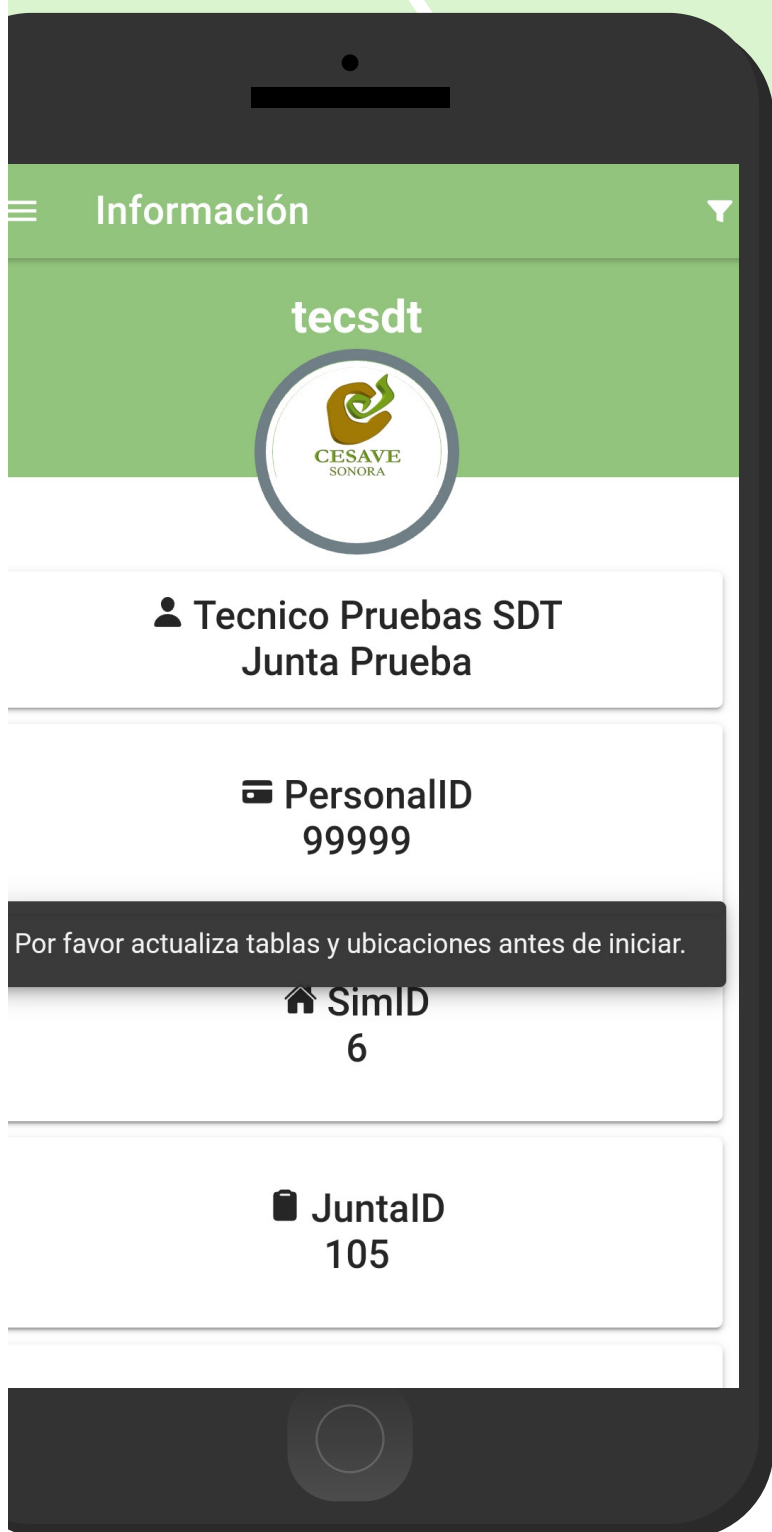 Información
tecsdt
CESAVE
SONORA
Tecnico Pruebas SDT
Junta Prueba
PersonalID
99999
Por favor actualiza tablas y ubicaciones antes de iniciar.
SimID
6
JuntaID
105